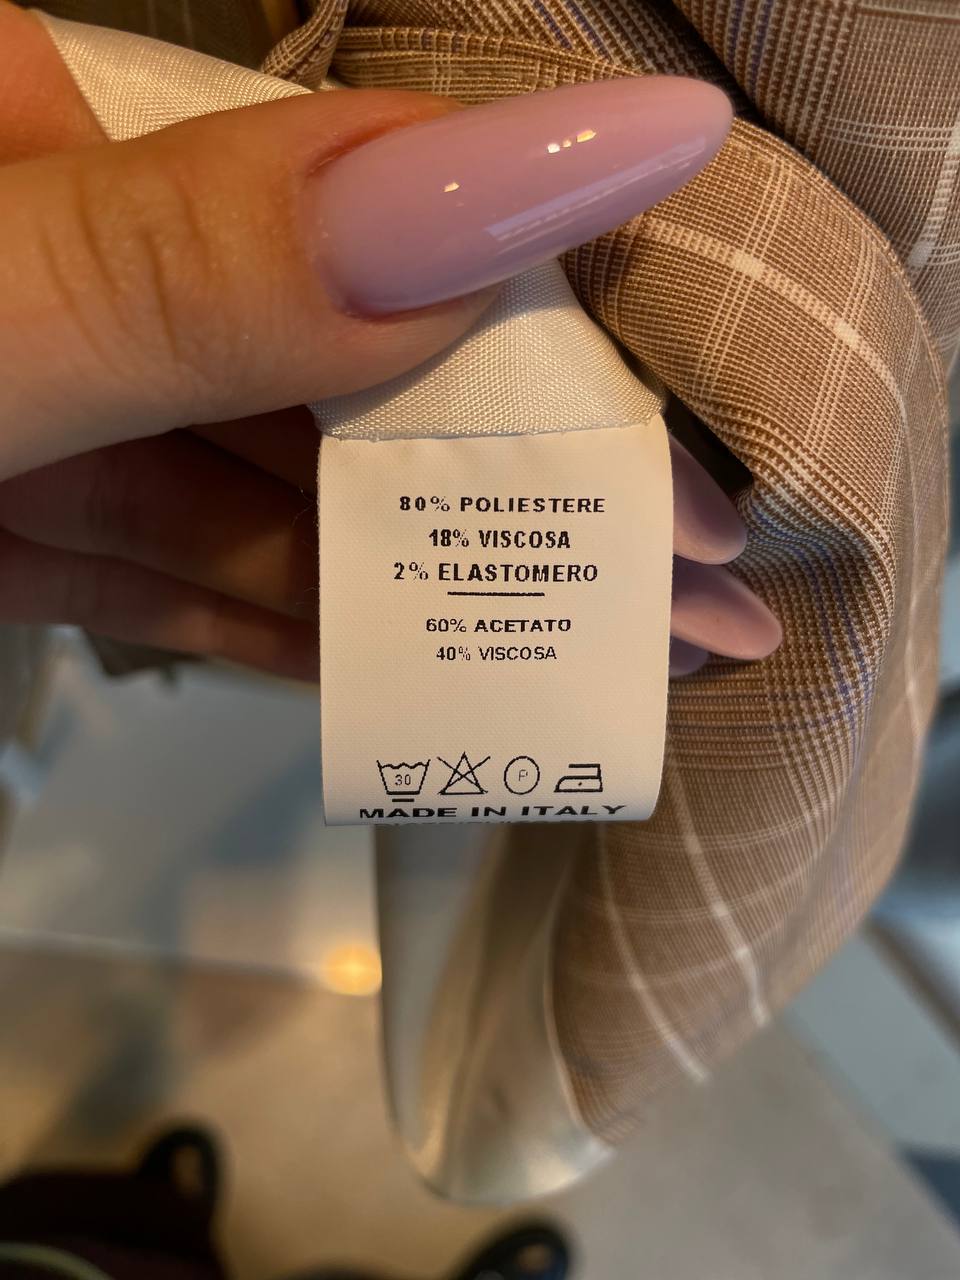 80% POLIESTERE
18% VISCOSA
2% ELASTOMERO
60% ACETATO
40% VISCOSA
30 P
MADE IN ITALY